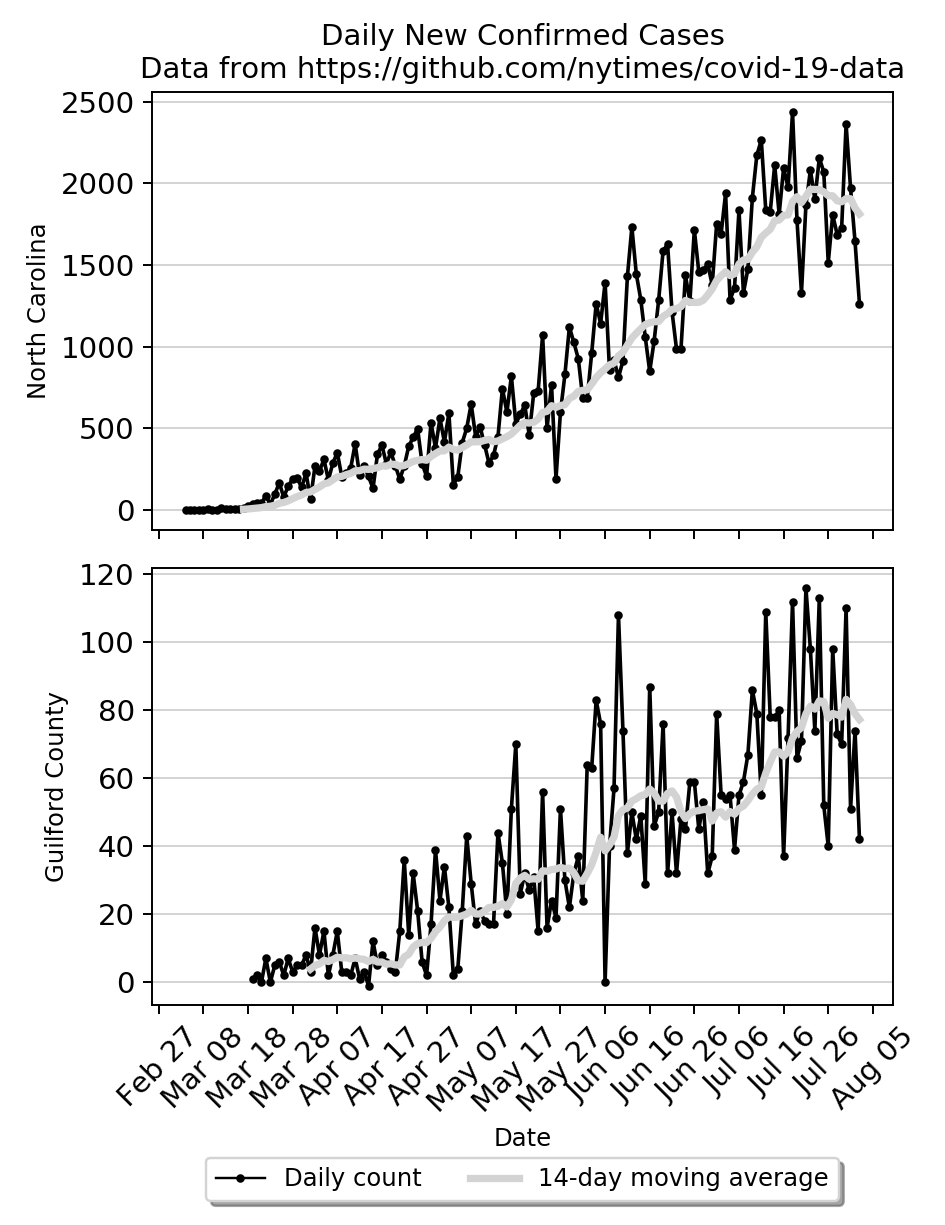 Daily New Confirmed Cases
Data from https://github.com/nytimes/covid-19-data
2500
2000
1500
1000
500
0
North Carolina
120
100
80
60
40
20
0
Guilford County
Feb 27
Mar 08
Mar 18
Mar 28
Apr 07
Apr 17
Apr 27
May 07
May 17
May 27
Jun 06
Jun 16
Jun 26
Jul 06
Jul 16
Jul 26
Aug 05
Date
Daily count
14-day moving average